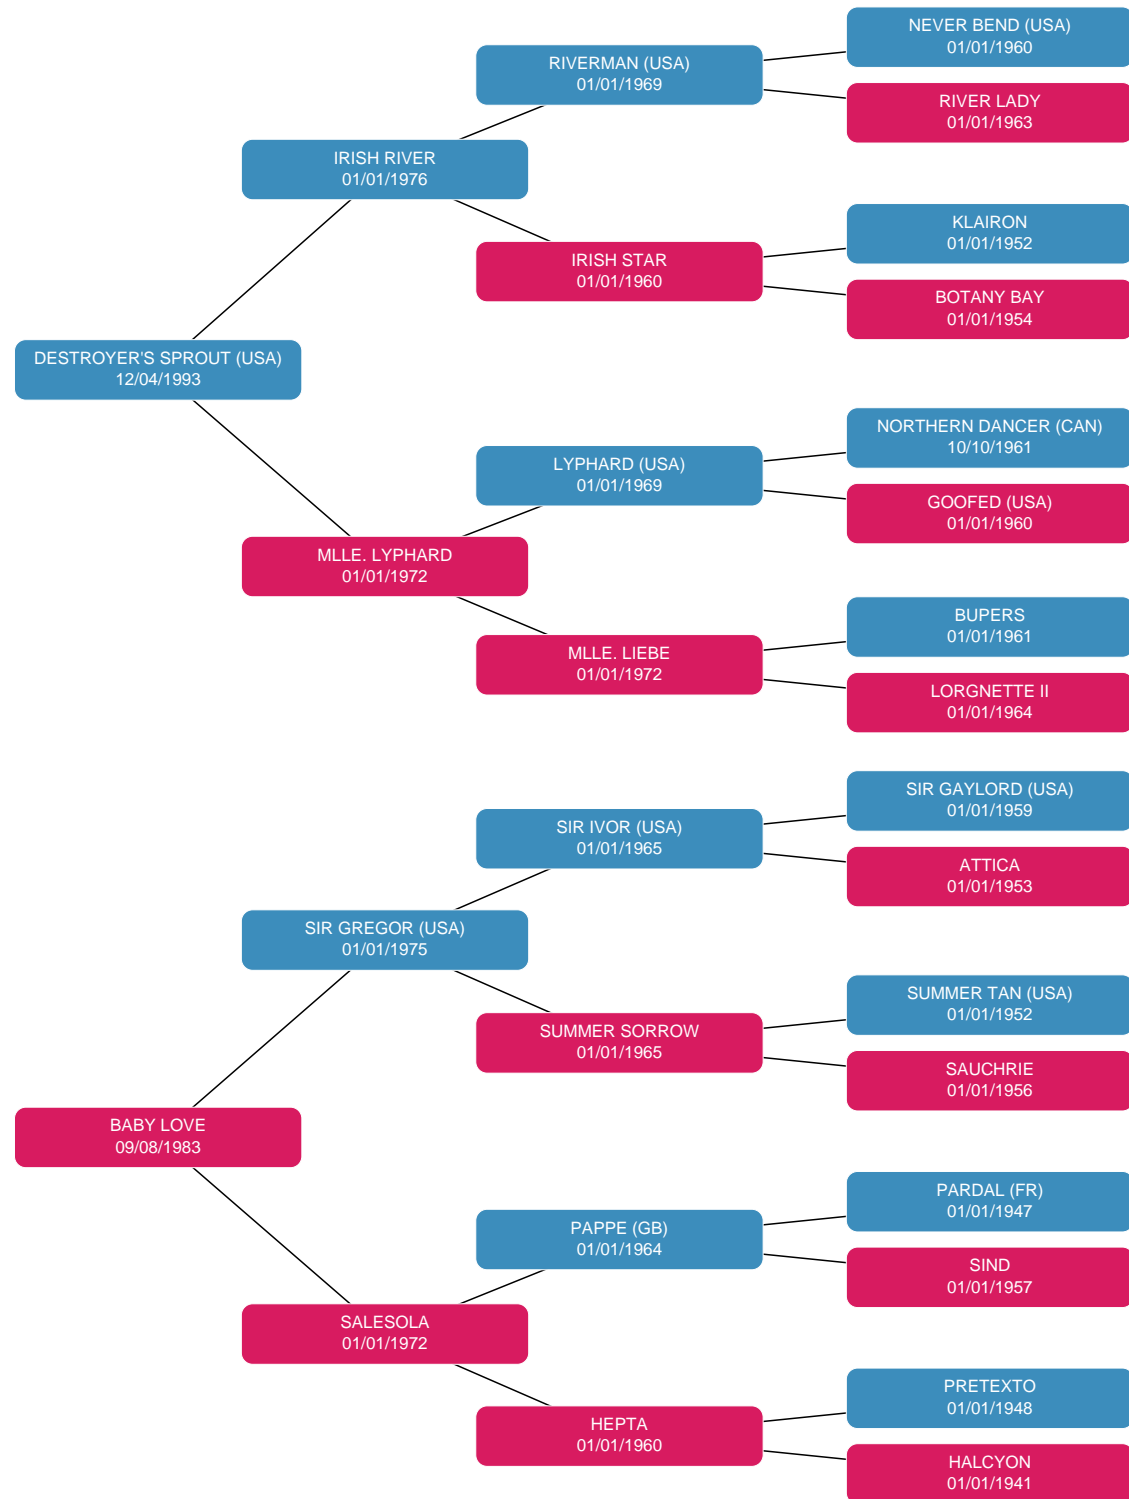 NEVER BEND (USA)
01/01/1960
RIVERMAN (USA)
01/01/1969
RIVER LADY
01/01/1963
IRISH RIVER
01/01/1976
KLAIRON
01/01/1952
IRISH STAR
01/01/1960
BOTANY BAY
01/01/1954
DESTROYER'S SPROUT (USA)
12/04/1993
NORTHERN DANCER (CAN)
10/10/1961
LYPHARD (USA)
01/01/1969
GOOFED (USA)
01/01/1960
MLLE. LYPHARD
01/01/1972
BUPERS
01/01/1961
MLLE. LIEBE
01/01/1972
LORGNETTE II
01/01/1964
SIR GAYLORD (USA)
01/01/1959
SIR IVOR (USA)
01/01/1965
ATTICA
01/01/1953
SIR GREGOR (USA)
01/01/1975
SUMMER TAN (USA)
01/01/1952
SUMMER SORROW
01/01/1965
SAUCHRIE
01/01/1956
BABY LOVE
09/08/1983
PARDAL (FR)
01/01/1947
PAPPE (GB)
01/01/1964
SIND
01/01/1957
SALESOLA
01/01/1972
PRETEXTO
01/01/1948
HEPTA
01/01/1960
HALCYON
01/01/1941